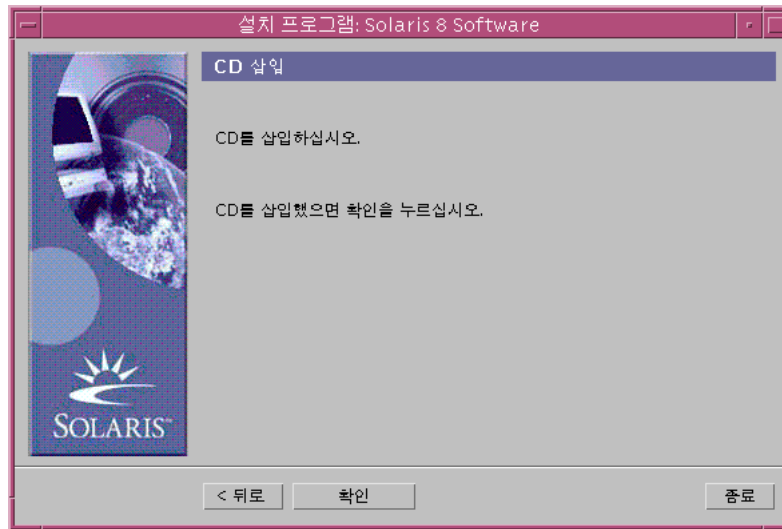 설치 프로그램: Solaris 8 Software
CD 삽입
CD를 삽입하십시오.
CD를 삽입했으면 확인을 누르십시오.
SOLARIS™
< 뒤로
확인
종료